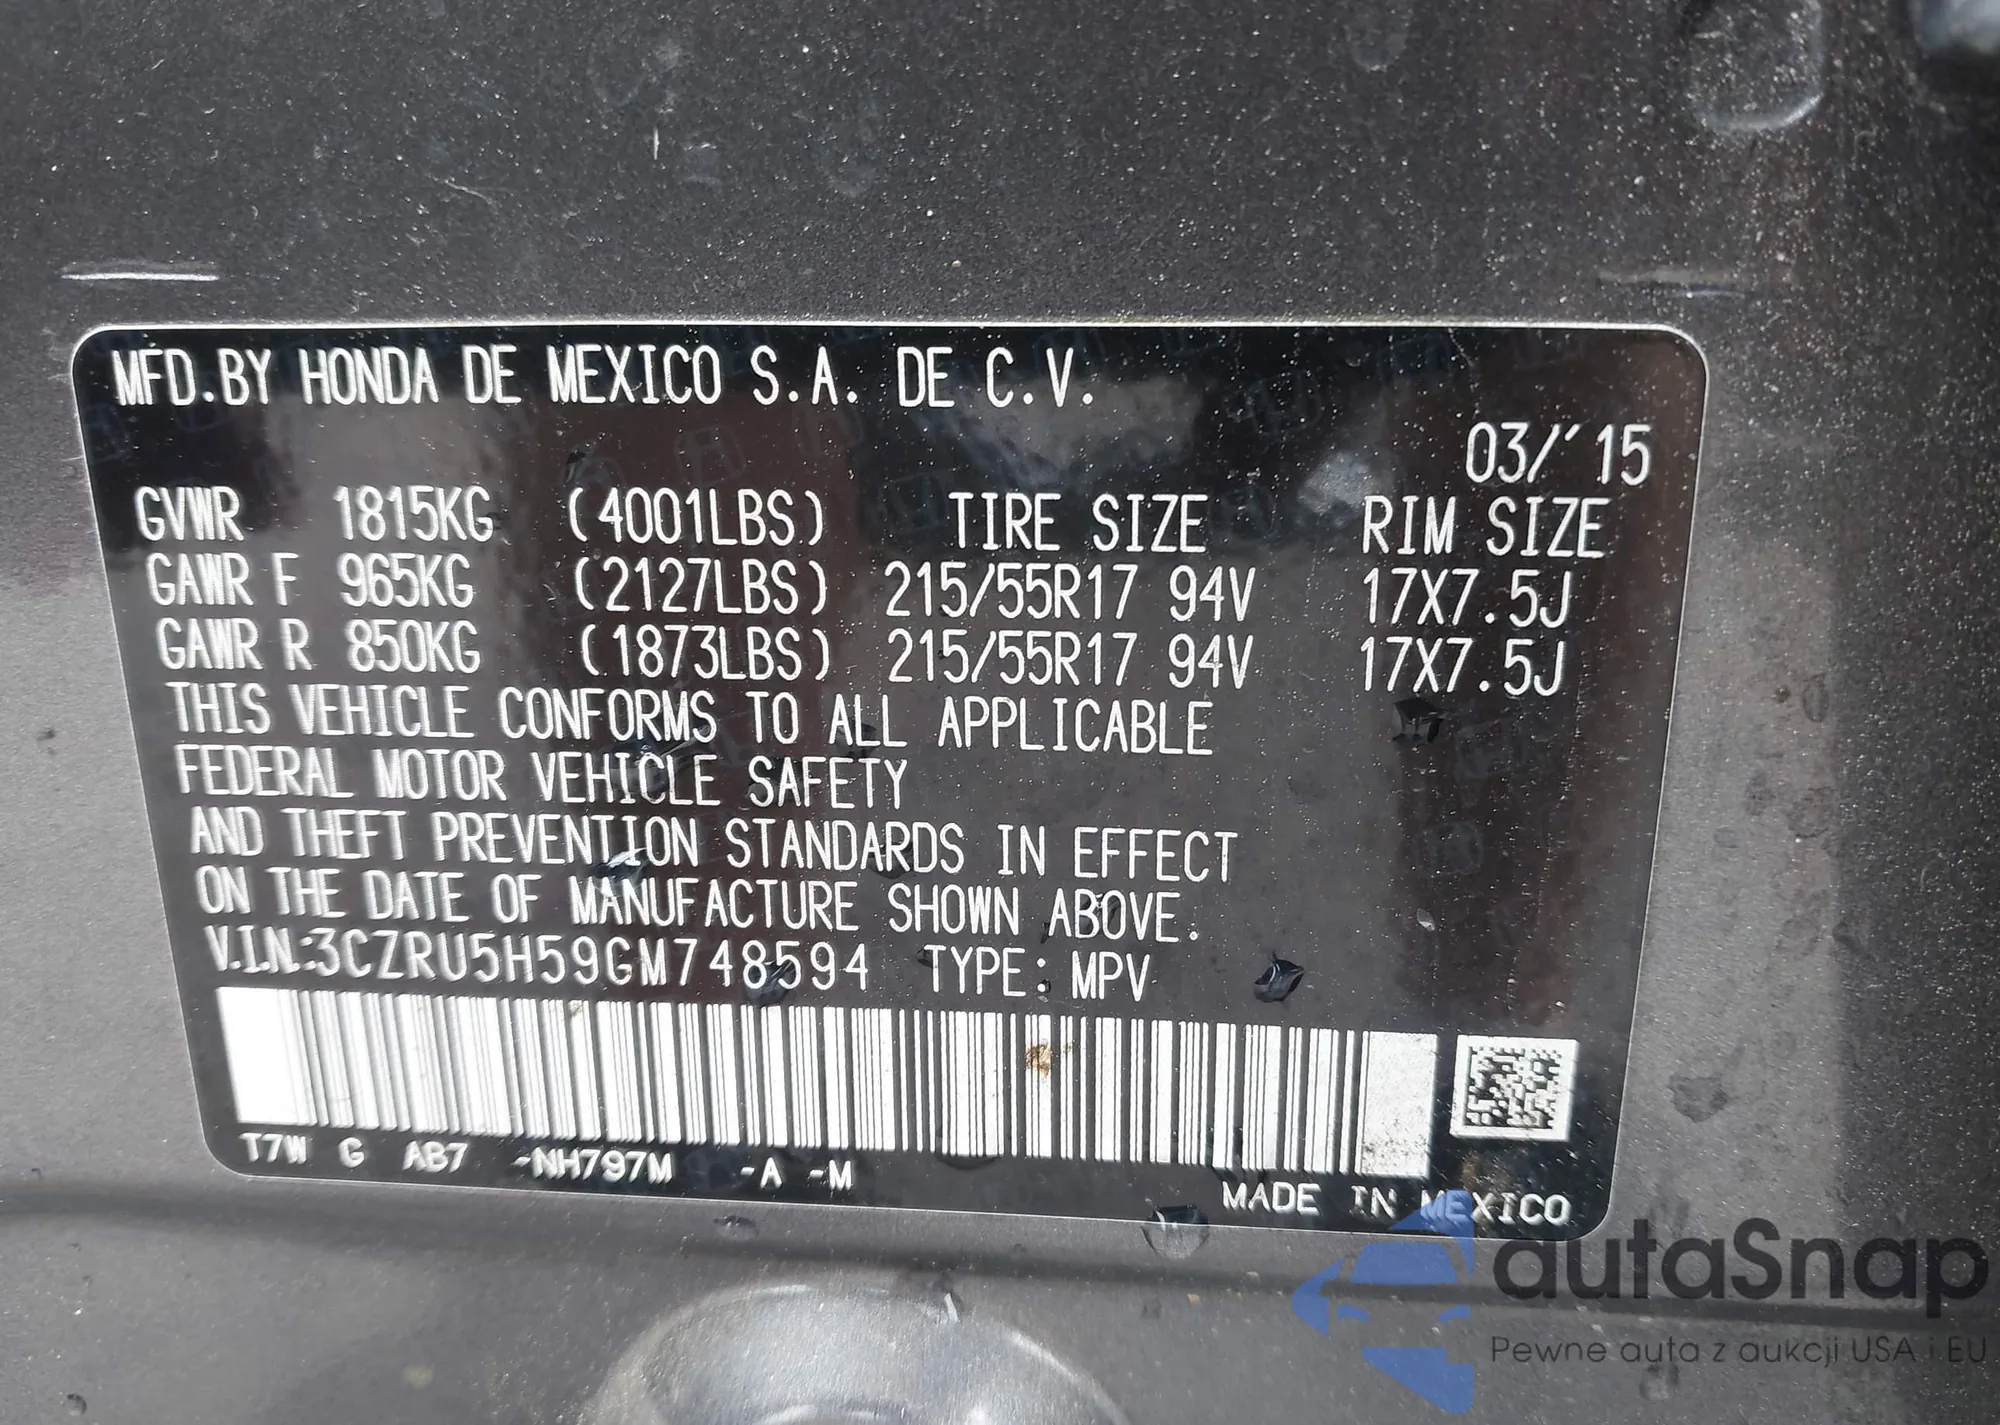 MFD.BY HONDA DE MEXICO S.A. DE C.V.
03/'15
GVWR 1815KG (4001LBS) TIRE SIZE RIM SIZE
GAWR F 965KG (2127LBS) 215/55R17 94V 17X7.5J
GAWR R 850KG (1873LBS) 215/55R17 94V 17X7.5J
THIS VEHICLE CONFORMS TO ALL APPLICABLE
FEDERAL MOTOR VEHICLE SAFETY
AND THEFT PREVENTION STANDARDS IN EFFECT
ON THE DATE OF MANUFACTURE SHOWN ABOVE.
V.I.N.:3CZRU5H59GM748594 TYPE: MPV
T7W G AB7 -NH797M -A -M
MADE IN MEXICO
autaSnap
Pewne auta z aukcji USA i EU